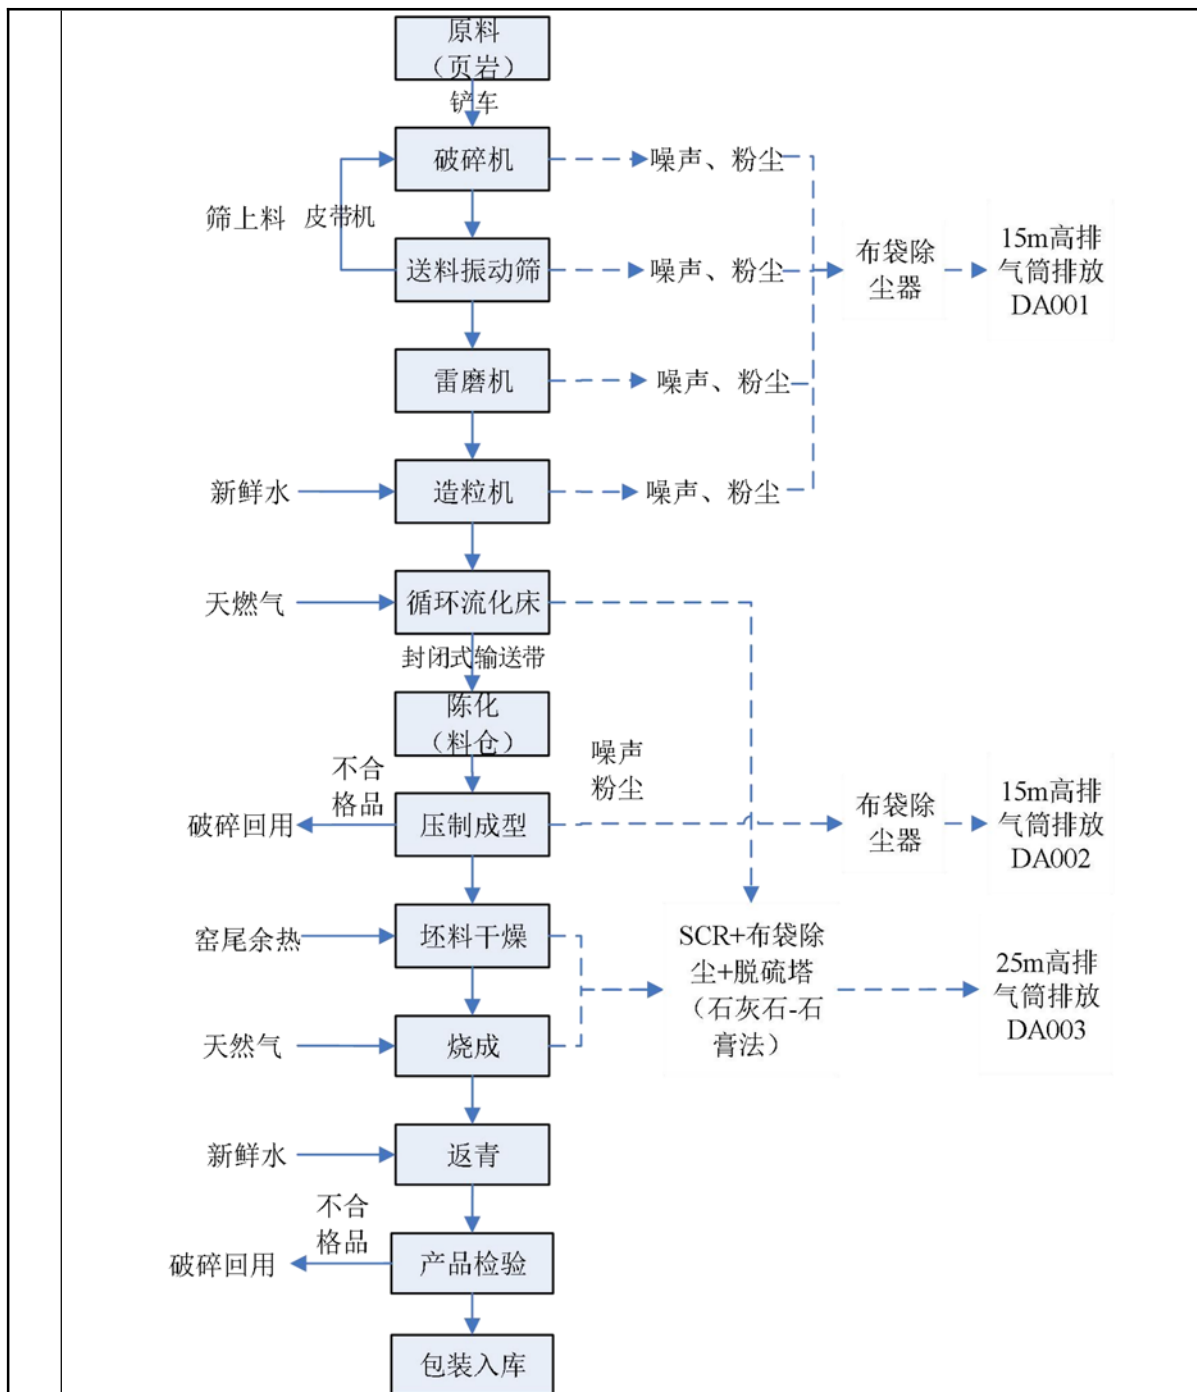 原料
（页岩）
铲车
破碎机
噪声、粉尘
筛上料
皮带机
送料振动筛
噪声、粉尘
布袋除
尘器
15m高排
气筒排放
DA001
雷磨机
噪声、粉尘
新鲜水
造粒机
噪声、粉尘
天燃气
循环流化床
封闭式输送带
陈化
（料仓）
不合
格品
噪声
粉尘
破碎回用
压制成型
布袋除
尘器
15m高排
气筒排放
DA002
窑尾余热
坯料干燥
SCR+布袋除
尘+脱硫塔
（石灰石-石
膏法）
25m高排
气筒排放
DA003
天然气
烧成
新鲜水
返青
不合
格品
破碎回用
产品检验
包装入库